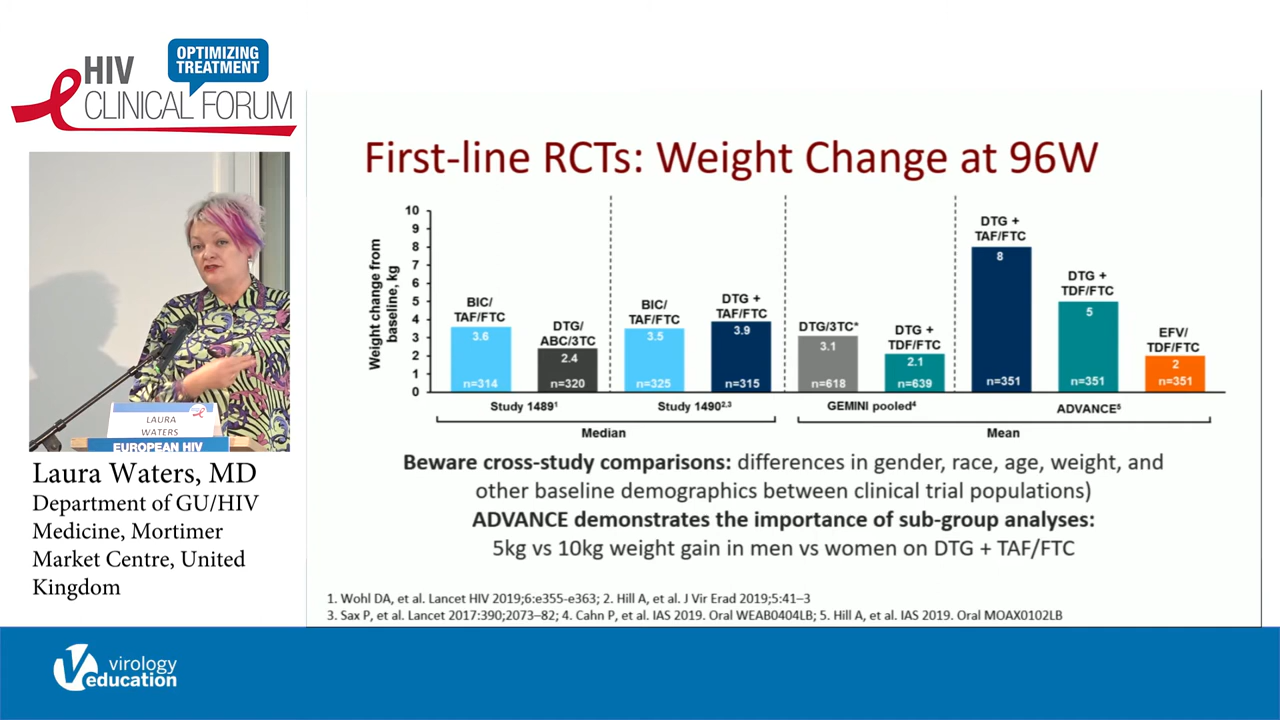 OPTIMIZING
TREATMENT
HIV
CLINICAL FORUM
LAURA
WATERS
EUROPEAN HIV
Laura Waters, MD
Department of GU/HIV
Medicine, Mortimer
Market Centre, United
Kingdom
First-line RCTs: Weight Change at 96W
Weight change from
baseline, kg
10
9
8
7
6
5
4
3
2
1
0
BIC/
TAF/FTC
3.6
n=314
DTG/
ABC/3TC
2.4
n=320
BIC/
TAF/FTC
3.5
n=325
DTG +
TAF/FTC
3.9
n=315
DTG/3TC*
3.1
n=618
DTG +
TDF/FTC
2.1
n=639
DTG +
TAF/FTC
8
n=351
DTG +
TDF/FTC
5
n=351
EFV/
TDF/FTC
2
n=351
Study 1489¹
Study 1490²,³
GEMINI pooled⁴
ADVANCE⁵
Median
Mean
Beware cross-study comparisons: differences in gender, race, age, weight, and
other baseline demographics between clinical trial populations)
ADVANCE demonstrates the importance of sub-group analyses:
5kg vs 10kg weight gain in men vs women on DTG + TAF/FTC
1. Wohl DA, et al. Lancet HIV 2019;6:e355-e363; 2. Hill A, et al. J Vir Erad 2019;5:41–3
3. Sax P, et al. Lancet 2017:390;2073–82; 4. Cahn P, et al. IAS 2019. Oral WEAB0404LB; 5. Hill A, et al. IAS 2019. Oral MOAX0102LB
virology
education